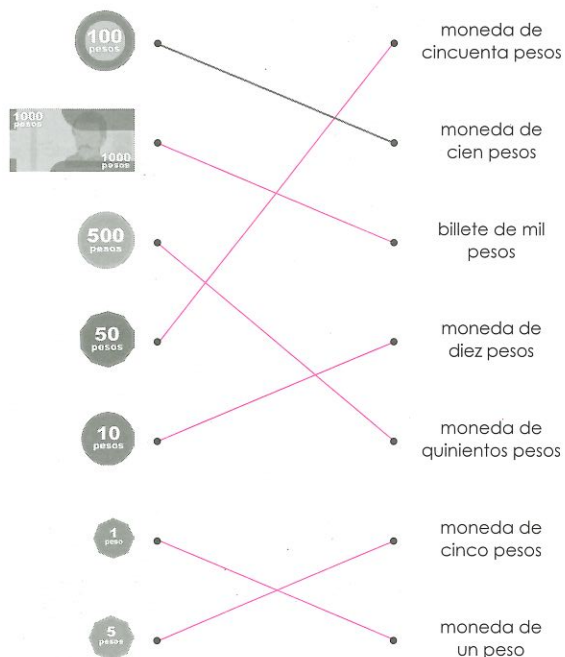 100
pesos
moneda de
cincuenta pesos
1000
pesos
1000
pesos
moneda de
cien pesos
500
pesos
billete de mil
pesos
50
pesos
moneda de
diez pesos
10
pesos
moneda de
quinientos pesos
1
peso
moneda de
cinco pesos
5
pesos
moneda de
un peso